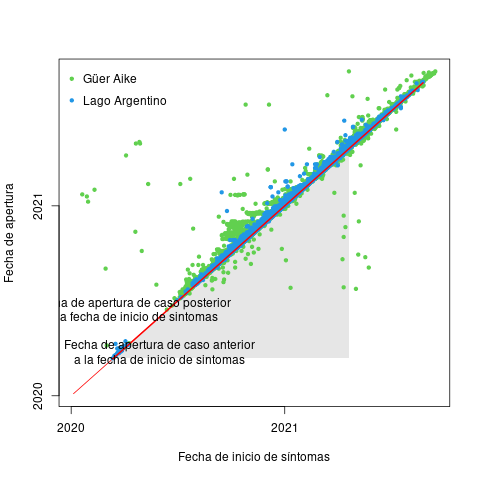 Güer Aike
Lago Argentino
Fecha de apertura
2021
2020
de apertura de caso posterior
a la fecha de inicio de síntomas
Fecha de apertura de caso anterior
a la fecha de inicio de síntomas
2020
2021
Fecha de inicio de síntomas